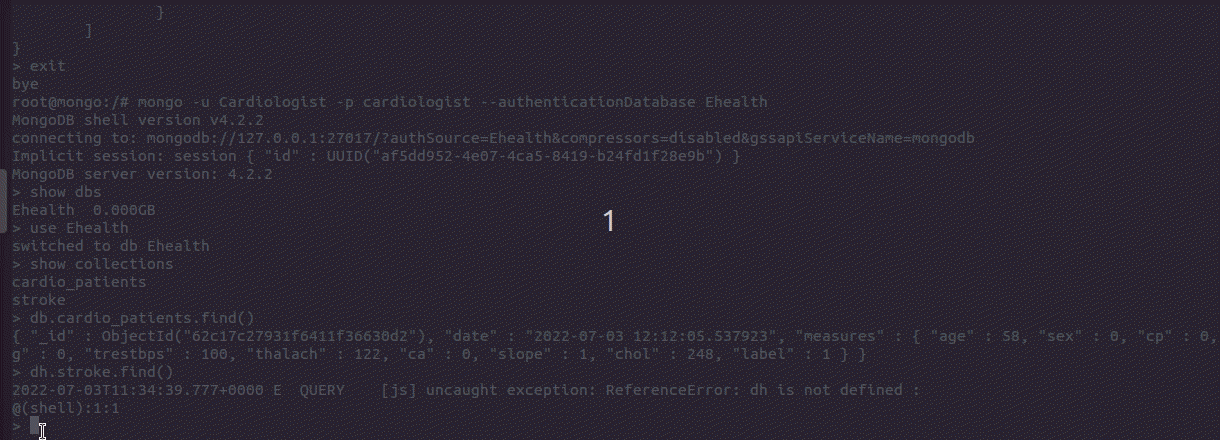 }
]
}
> exit
bye
root@mongo:/# mongo -u Cardiologist -p cardiologist --authenticationDatabase Ehealth
MongoDB shell version v4.2.2
connecting to: mongodb://127.0.0.1:27017/?authSource=Ehealth&compressors=disabled&gssapiServiceName=mongodb
Implicit session: session { "id" : UUID("af5dd952-4e07-4ca5-8419-b24fd1f28e9b") }
MongoDB server version: 4.2.2
> show dbs
Ehealth  0.000GB
1
> use Ehealth
switched to db Ehealth
> show collections
cardio_patients
stroke
> db.cardio_patients.find()
{ "_id" : ObjectId("62c17c27931f6411f36630d2"), "date" : "2022-07-03 12:12:05.537923", "measures" : { "age" : 58, "sex" : 0, "cp" : 0,
g" : 0, "trestbps" : 100, "thalach" : 122, "ca" : 0, "slope" : 1, "chol" : 248, "label" : 1 } }
> dh.stroke.find()
2022-07-03T11:34:39.777+0000 E  QUERY    [js] uncaught exception: ReferenceError: dh is not defined :
@(shell):1:1
>